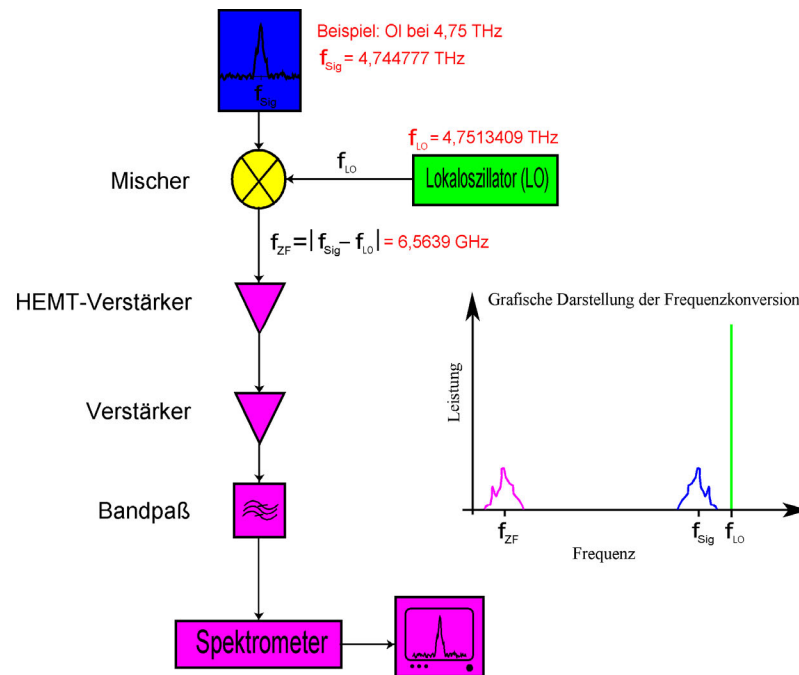 Beispiel: OI bei 4,75 THz
fSig = 4,744777 THz
fSig
fLO = 4,7513409 THz
Mischer
fLO
Lokaloszillator (LO)
fZF = |fSig – fLO| = 6,5639 GHz
HEMT-Verstärker
Verstärker
Bandpaß
Spektrometer
Grafische Darstellung der Frequenzkonversion
Leistung
fZF
fSig
fLO
Frequenz